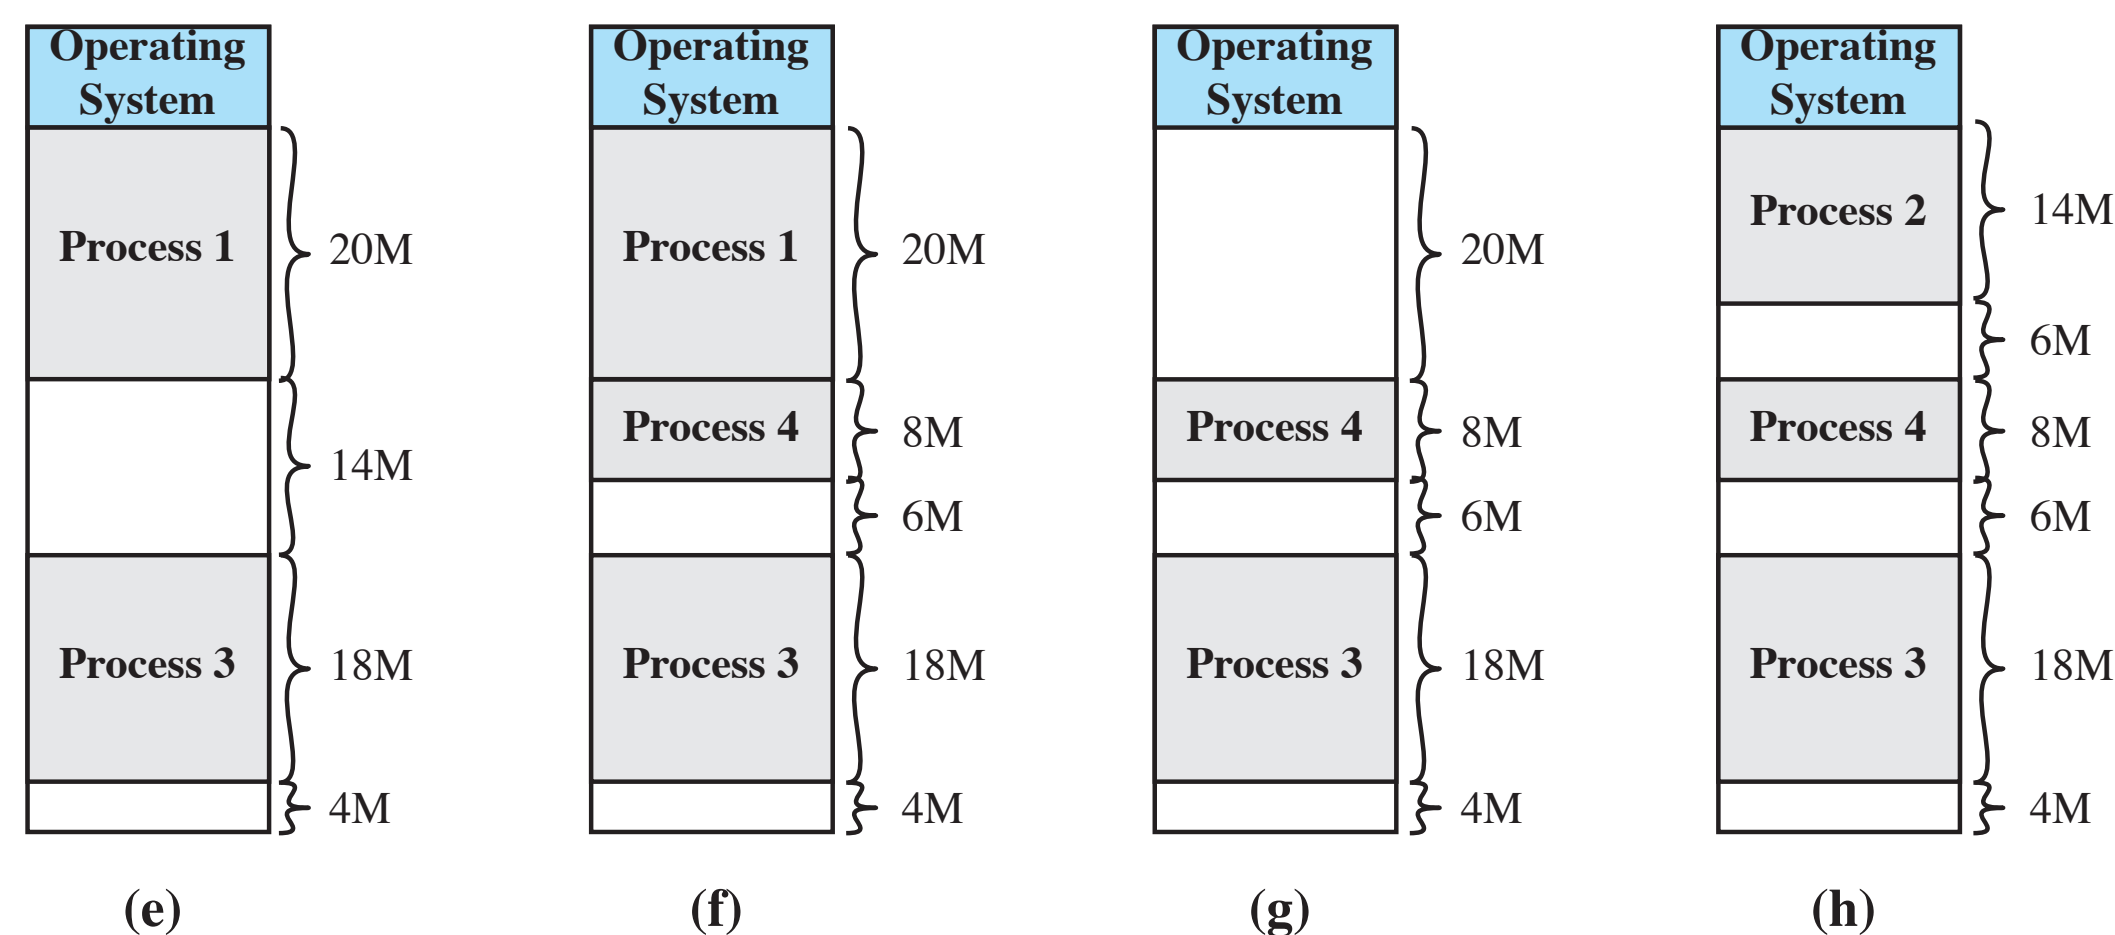 Operating
System
Process 1
20M
14M
Process 3
18M
4M
(e)
Operating
System
Process 1
20M
Process 4
8M
6M
Process 3
18M
4M
(f)
Operating
System
20M
Process 4
8M
6M
Process 3
18M
4M
(g)
Operating
System
Process 2
14M
6M
Process 4
8M
6M
Process 3
18M
4M
(h)